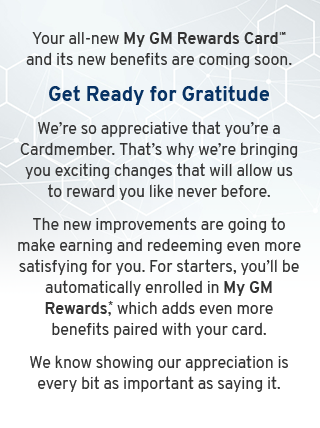 Your all-new My GM Rewards Card™
and its new benefits are coming soon.
Get Ready for Gratitude
We're so appreciative that you're a
Cardmember. That's why we're bringing
you exciting changes that will allow us
to reward you like never before.
The new improvements are going to
make earning and redeeming even more
satisfying for you. For starters, you'll be
automatically enrolled in My GM
Rewards,* which adds even more
benefits paired with your card.
We know showing our appreciation is
every bit as important as saying it.